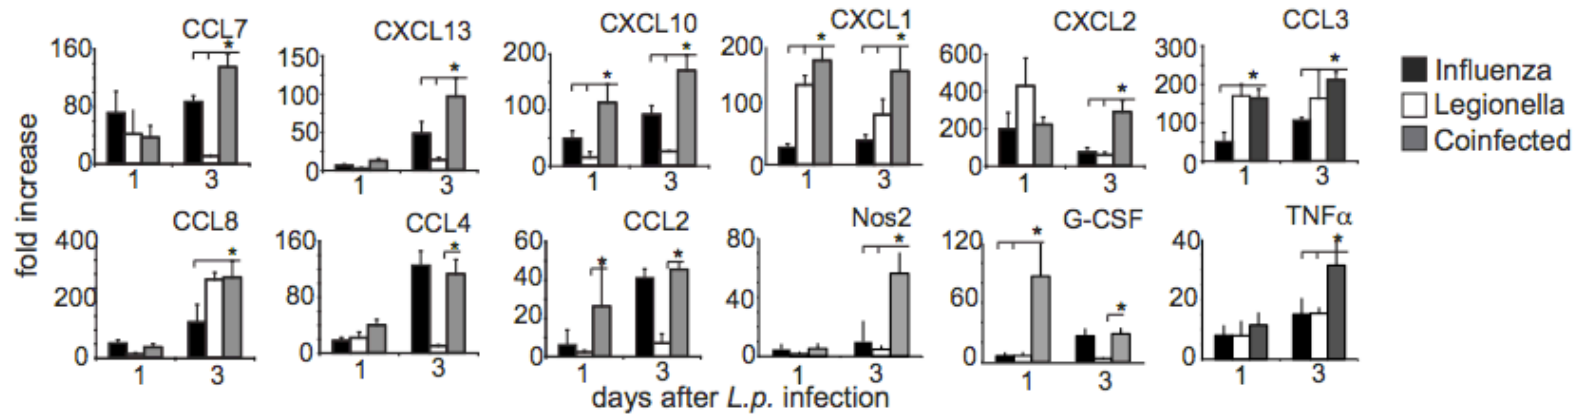 CCL7 CXCL13 CXCL10 CXCL1 CXCL2 CCL3
160 80 0 1 3
150 100 50 0 1 3
200 100 0 1 3
200 100 0 1 3
600 400 200 0 1 3
300 200 100 0 1 3
* * * * * * * * * *
Influenza
Legionella
Coinfected
fold increase
CCL8 CCL4 CCL2 Nos2 G-CSF TNFα
400 200 0 1 3
160 80 0 1 3
60 40 20 0 1 3
80 60 40 20 0 1 3
120 60 0 1 3
40 20 0 1 3
* * * * * * * *
days after L.p. infection